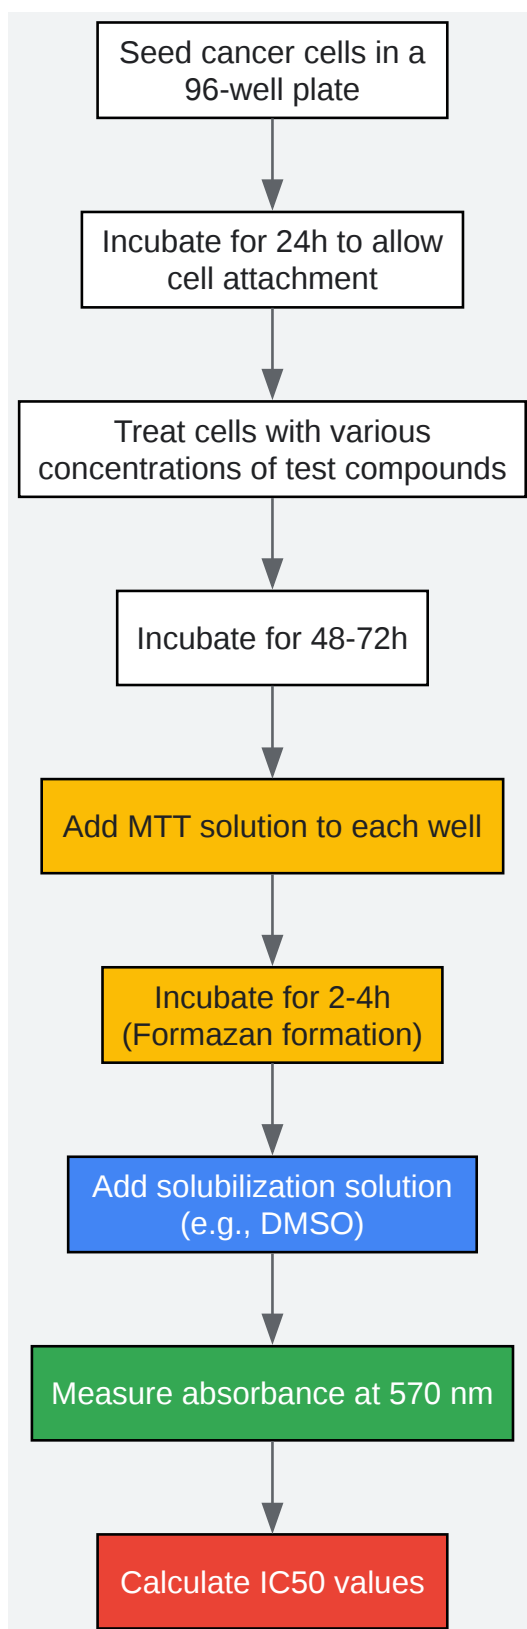 Seed cancer cells in a
96-well plate
Incubate for 24h to allow
cell attachment
Treat cells with various
concentrations of test compounds
Incubate for 48-72h
Add MTT solution to each well
Incubate for 2-4h
(Formazan formation)
Add solubilization solution
(e.g., DMSO)
Measure absorbance at 570 nm
Calculate IC50 values